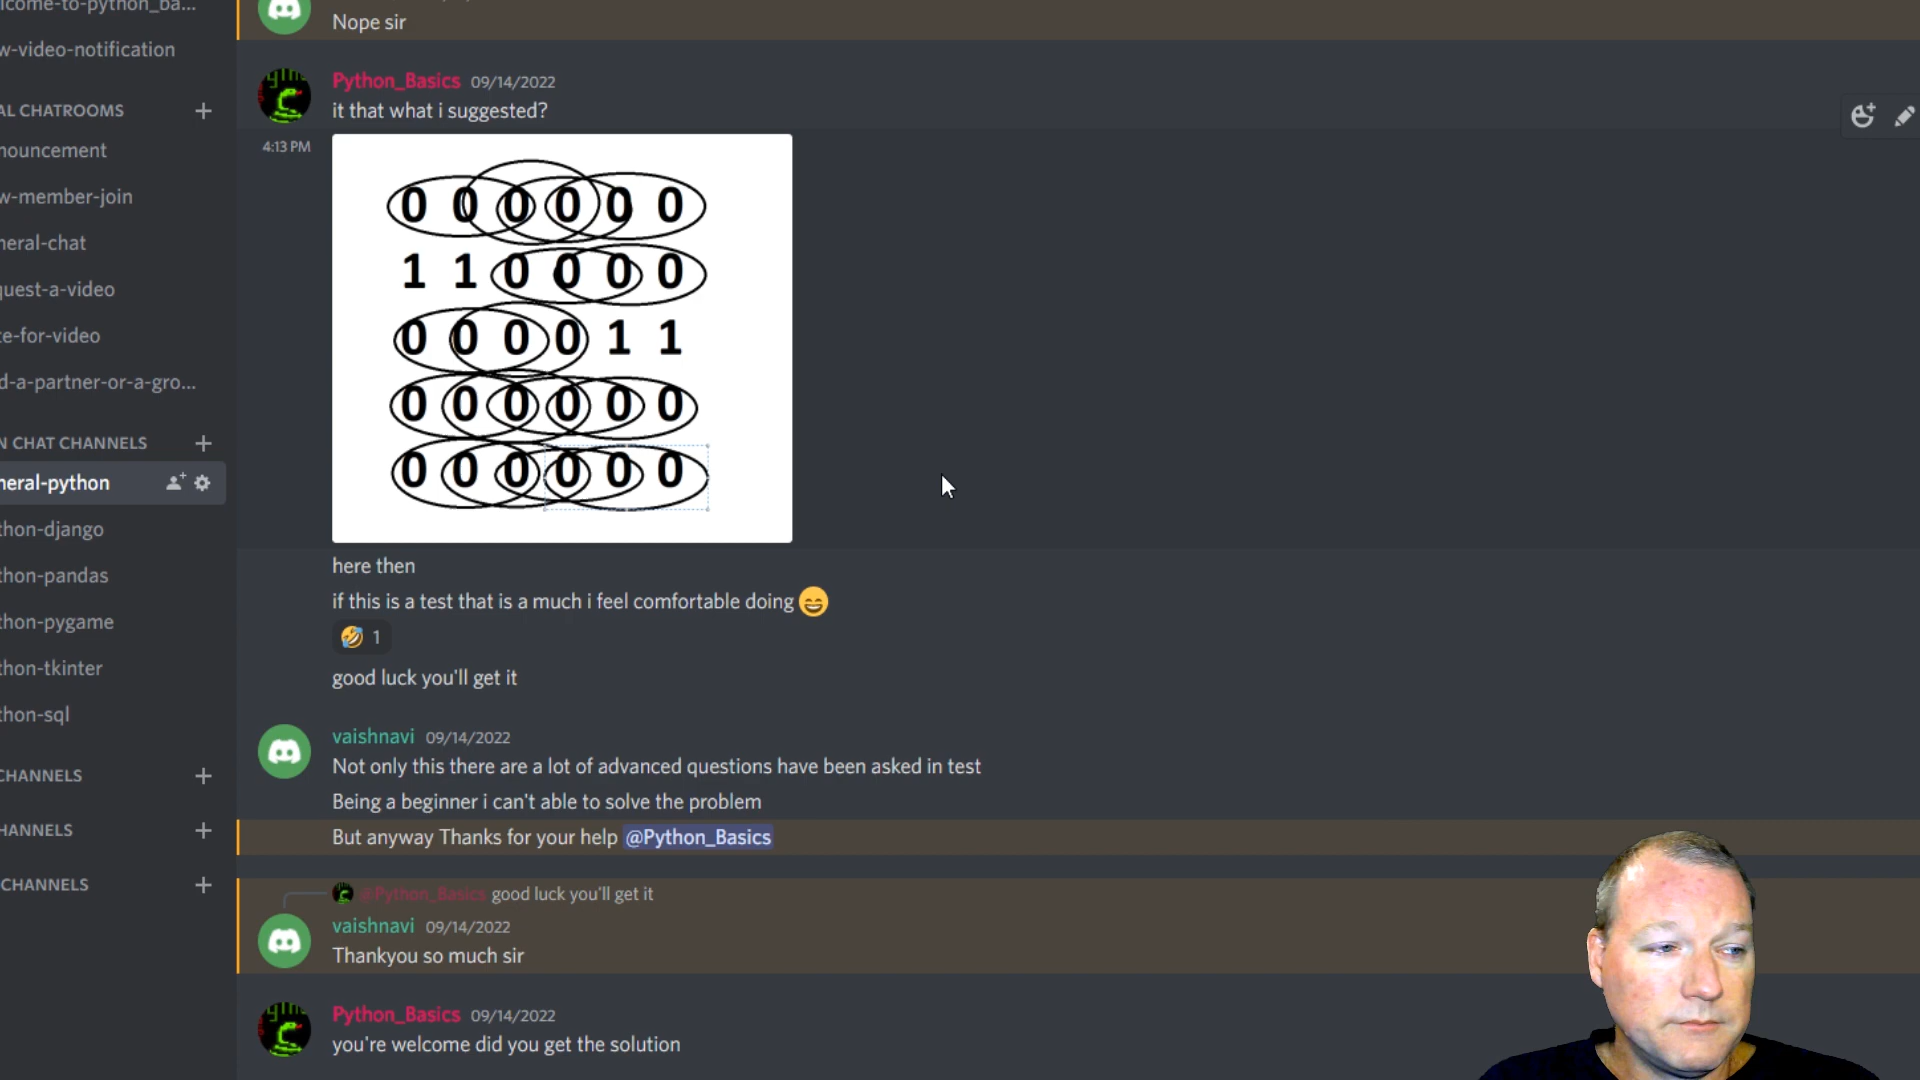 lcome-to-python_ba...
w-video-notification
AL CHATROOMS
nouncement
w-member-join
neral-chat
quest-a-video
te-for-video
d-a-partner-or-a-gro...
N CHAT CHANNELS
neral-python
thon-django
thon-pandas
thon-pygame
thon-tkinter
thon-sql
CHANNELS
HANNELS
CHANNELS
Nope sir
Python_Basics 09/14/2022
it that what i suggested?
4:13 PM
0 0 0 0 0 0
1 1 0 0 0 0
0 0 0 0 1 1
0 0 0 0 0 0
0 0 0 0 0 0
here then
if this is a test that is a much i feel comfortable doing
1
good luck you'll get it
vaishnavi 09/14/2022
Not only this there are a lot of advanced questions have been asked in test
Being a beginner i can't able to solve the problem
But anyway Thanks for your help @Python_Basics
@Python_Basics good luck you'll get it
vaishnavi 09/14/2022
Thankyou so much sir
Python_Basics 09/14/2022
you're welcome did you get the solution